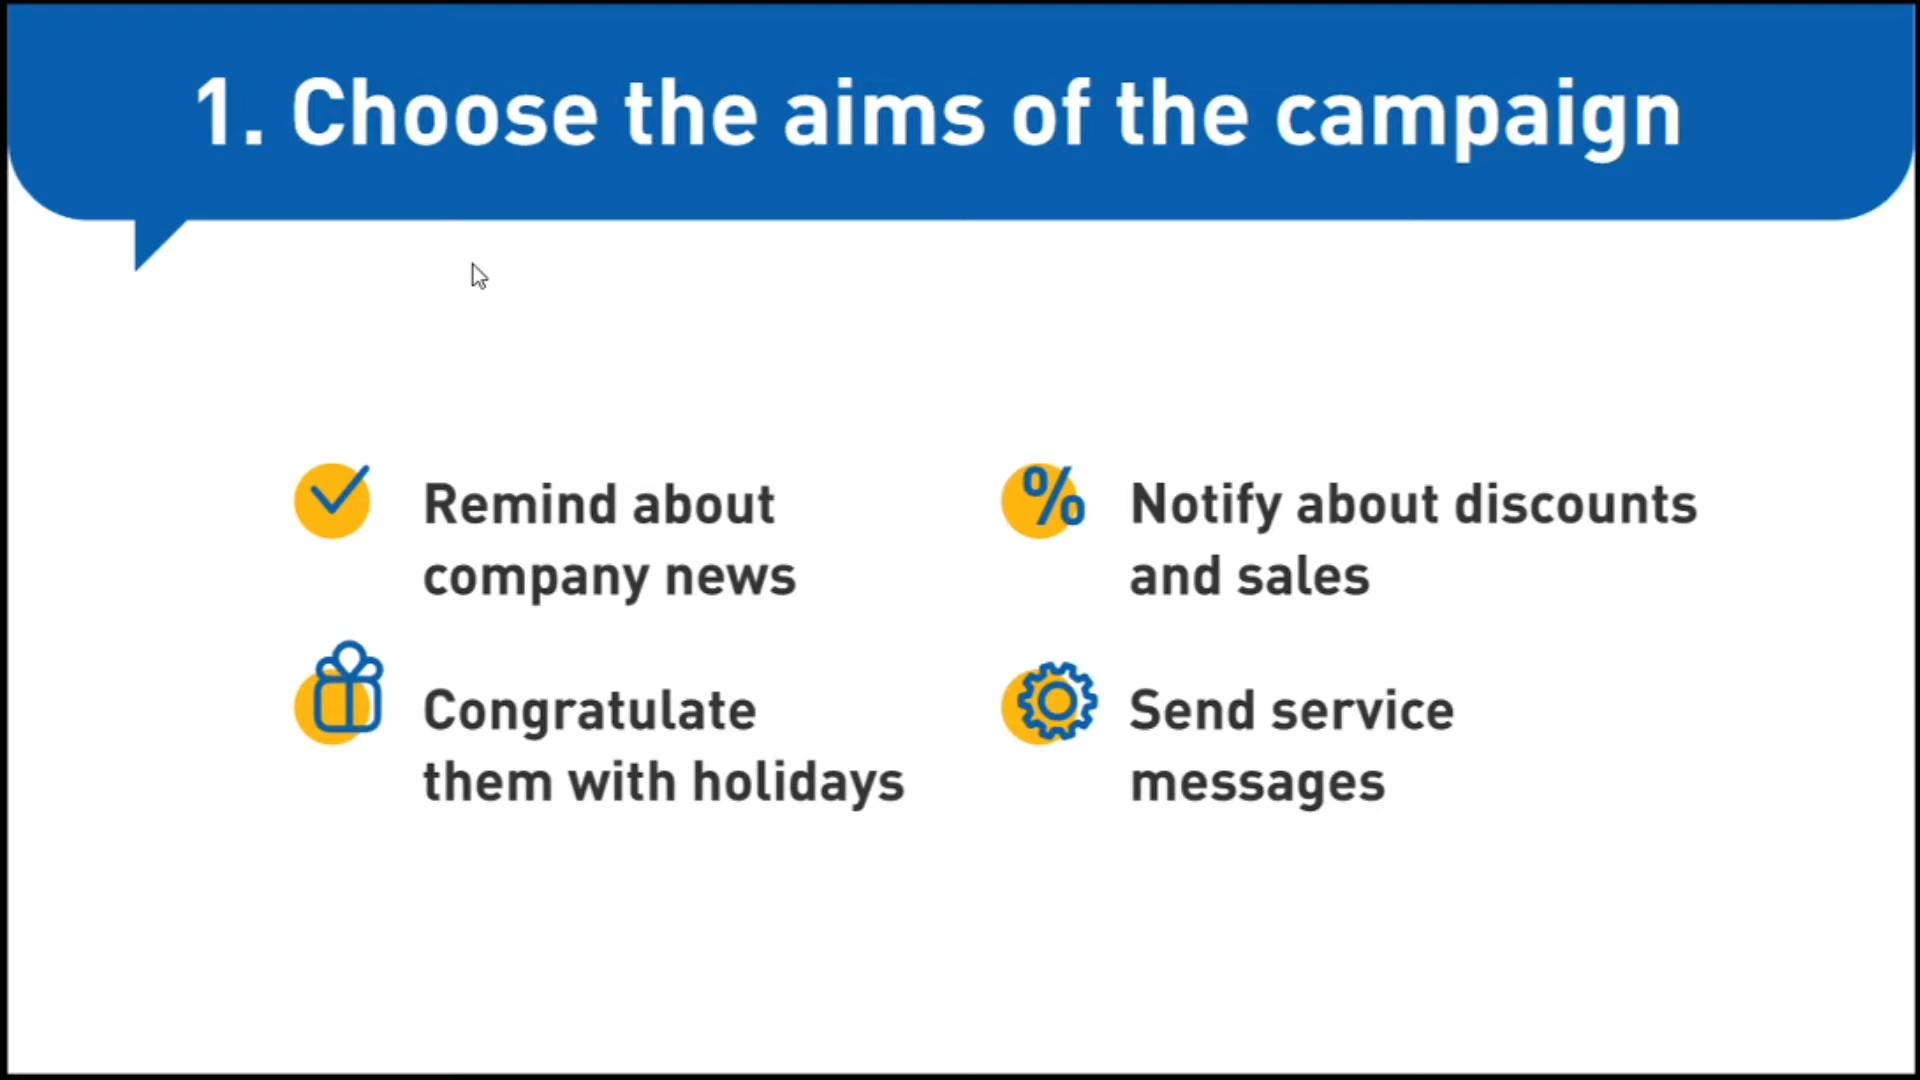 1. Choose the aims of the campaign
Remind about
company news
% Notify about discounts
and sales
Congratulate
them with holidays
Send service
messages